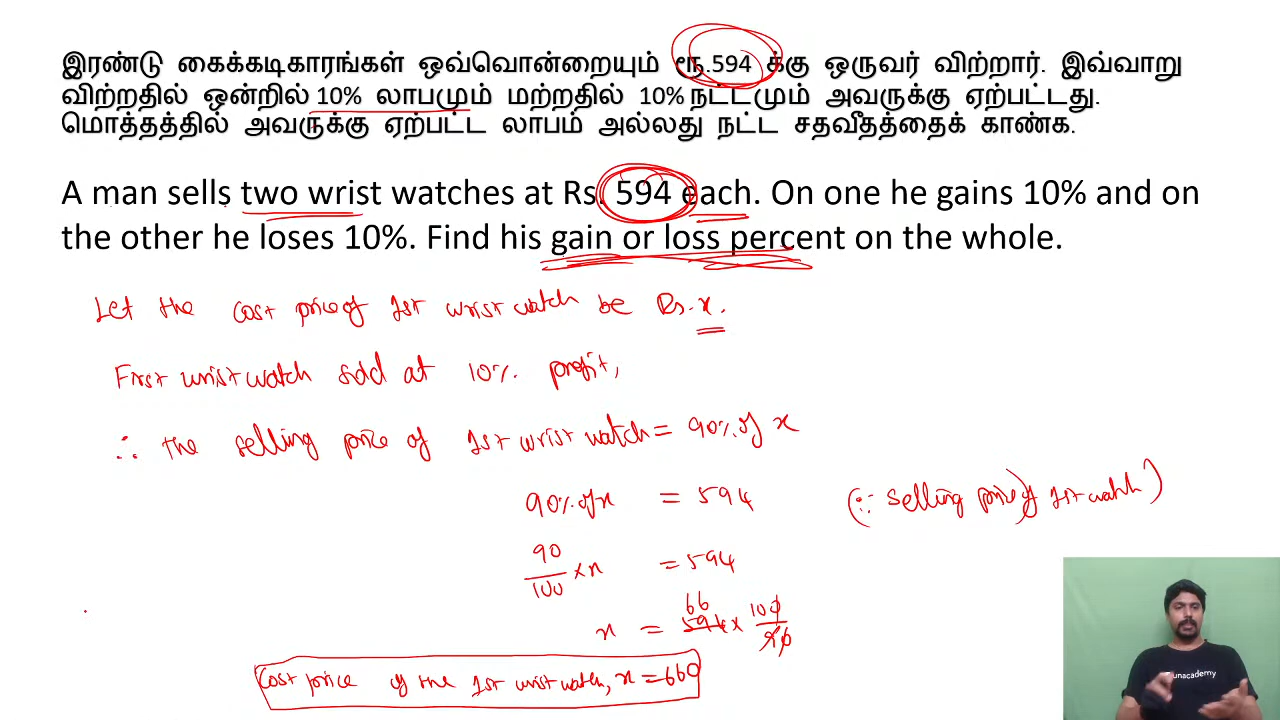 இரண்டு கைக்கடிகாரங்கள் ஒவ்வொன்றையும் ரூ.594 க்கு ஒருவர் விற்றார். இவ்வாறு
விற்றதில் ஒன்றில் 10% லாபமும் மற்றதில் 10% நட்டமும் அவருக்கு ஏற்பட்டது.
மொத்தத்தில் அவருக்கு ஏற்பட்ட லாபம் அல்லது நட்ட சதவீதத்தைக் காண்க.
A man sells two wrist watches at Rs. 594 each. On one he gains 10% and on
the other he loses 10%. Find his gain or loss percent on the whole.
Let the cost price of 1st wrist watch be Rs. x.
First wrist watch sold at 10% profit,
∴ the selling price of 1st wrist watch = 90% of x
90% of x = 594 (∵ selling price of 1st watch)
90/100 × x = 594
x = 594 × 100/90 66
Cost price of the 1st wrist watch, x = 660
unacademy